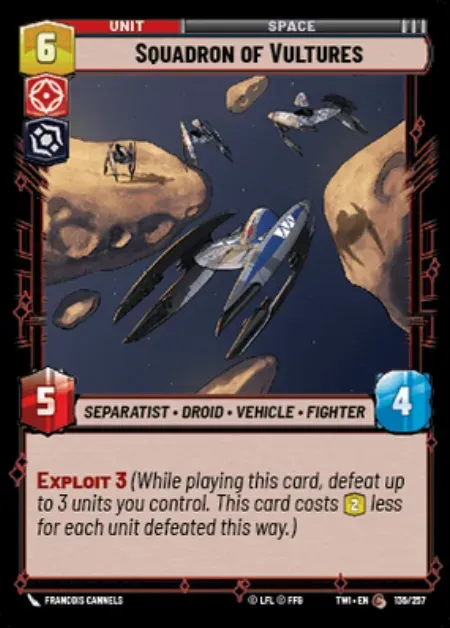 UNIT
SPACE
6
SQUADRON OF VULTURES
5
SEPARATIST • DROID • VEHICLE • FIGHTER
4
EXPLOIT 3 (While playing this card, defeat up
to 3 units you control. This card costs 2 less
for each unit defeated this way.)
FRANCOIS CANNELS
© LFL © FFG
TWI • EN C 136/257